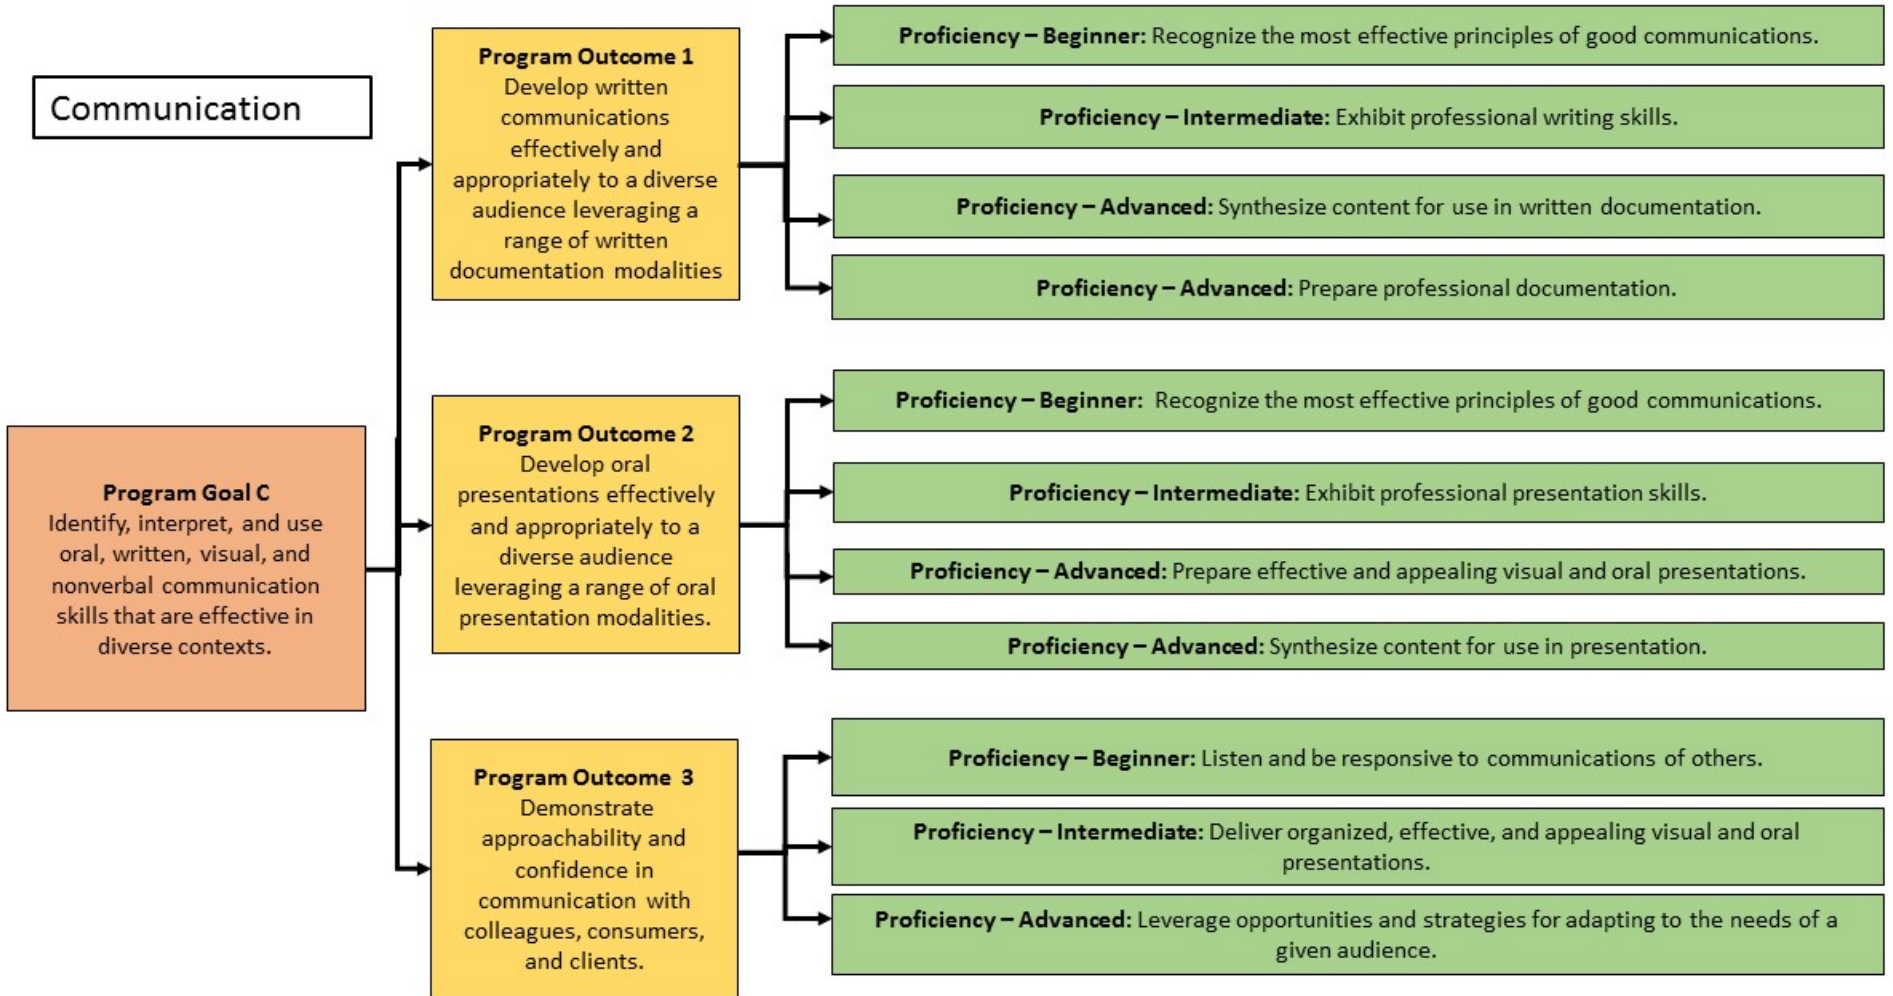 Communication
Program Goal C
Identify, interpret, and use
oral, written, visual, and
nonverbal communication
skills that are effective in
diverse contexts.
Program Outcome 1
Develop written
communications
effectively and
appropriately to a diverse
audience leveraging a
range of written
documentation modalities
Proficiency – Beginner: Recognize the most effective principles of good communications.
Proficiency – Intermediate: Exhibit professional writing skills.
Proficiency – Advanced: Synthesize content for use in written documentation.
Proficiency – Advanced: Prepare professional documentation.
Program Outcome 2
Develop oral
presentations effectively
and appropriately to a
diverse audience
leveraging a range of oral
presentation modalities.
Proficiency – Beginner: Recognize the most effective principles of good communications.
Proficiency – Intermediate: Exhibit professional presentation skills.
Proficiency – Advanced: Prepare effective and appealing visual and oral presentations.
Proficiency – Advanced: Synthesize content for use in presentation.
Program Outcome 3
Demonstrate
approachability and
confidence in
communication with
colleagues, consumers,
and clients.
Proficiency – Beginner: Listen and be responsive to communications of others.
Proficiency – Intermediate: Deliver organized, effective, and appealing visual and oral
presentations.
Proficiency – Advanced: Leverage opportunities and strategies for adapting to the needs of a
given audience.